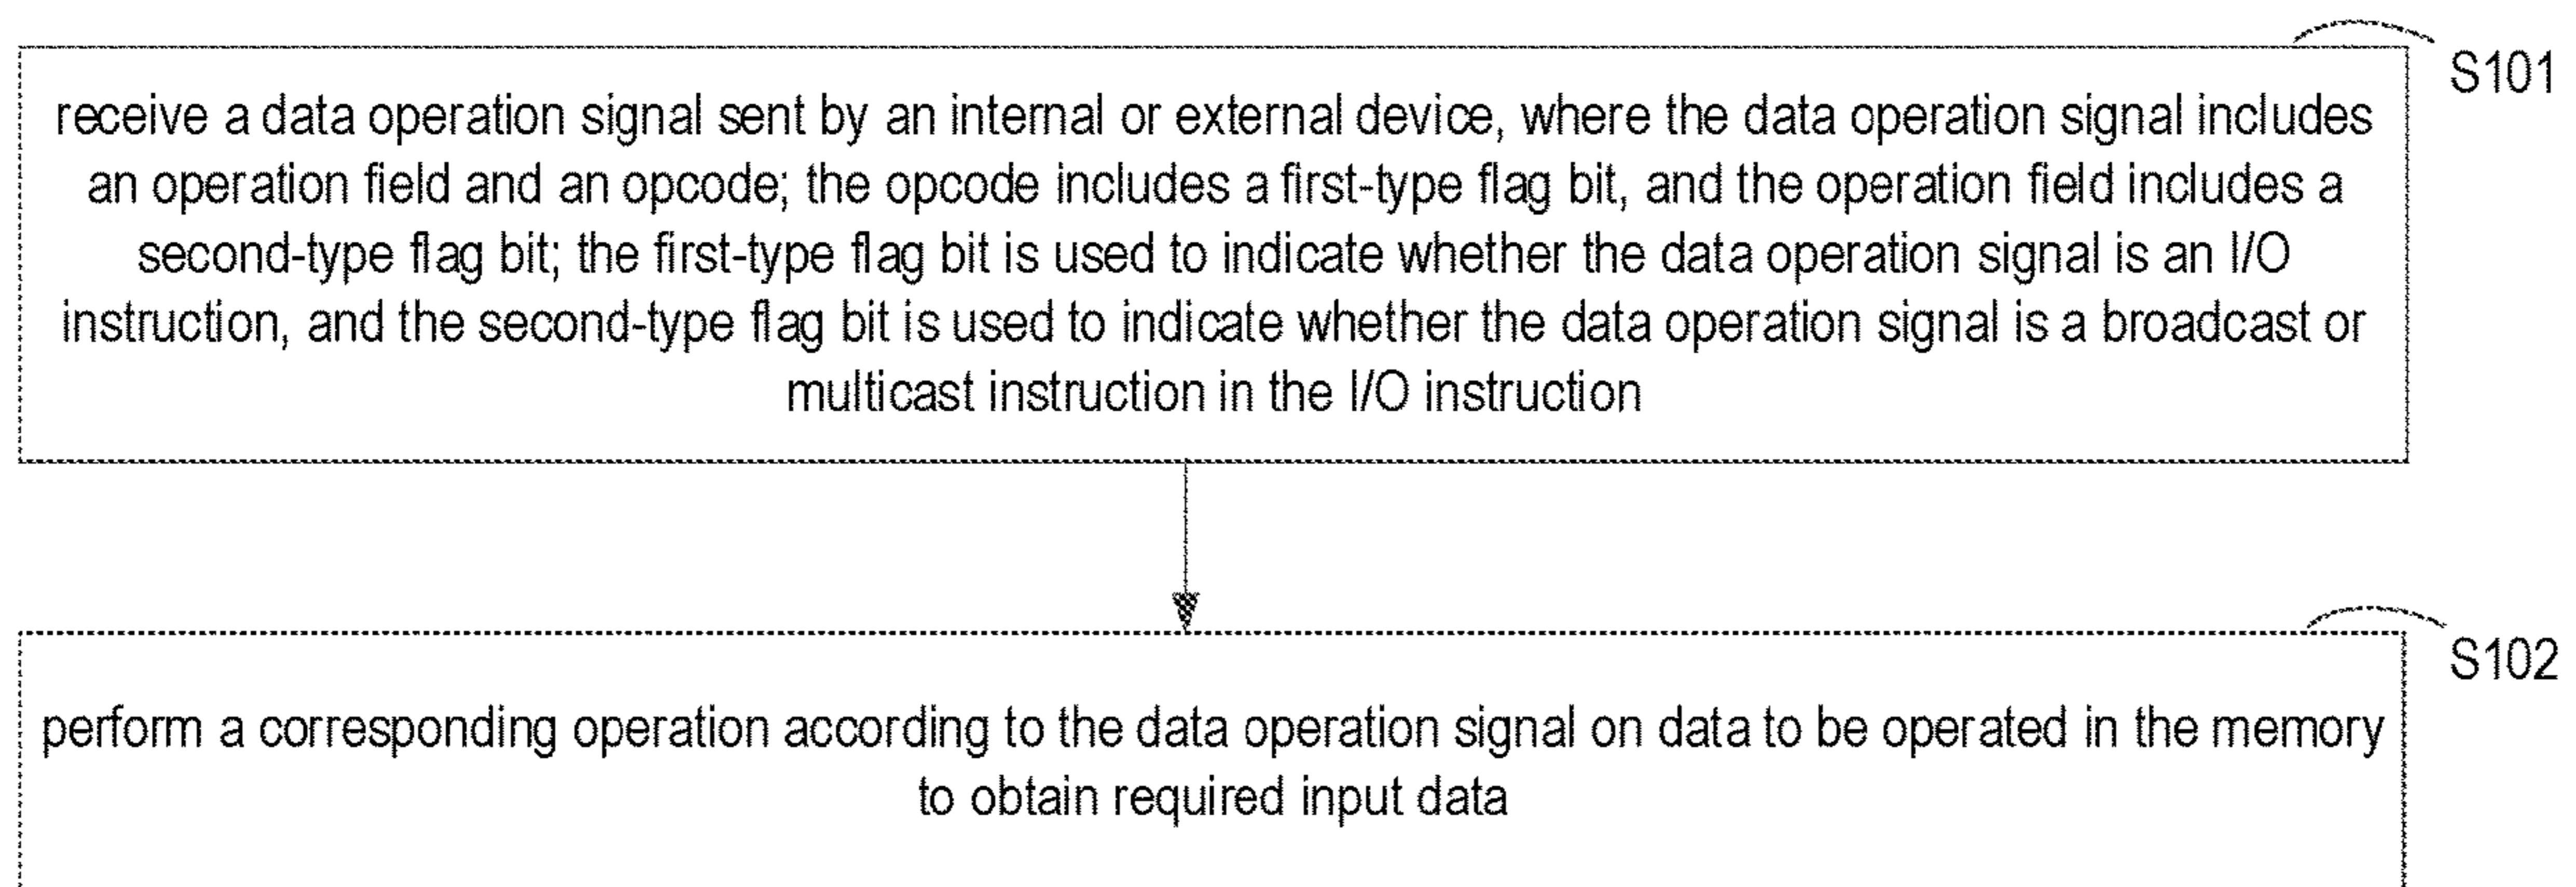 S101
receive a data operation signal sent by an internal or external device, where the data operation signal includes
an operation field and an opcode; the opcode includes a first-type flag bit, and the operation field includes a
second-type flag bit; the first-type flag bit is used to indicate whether the data operation signal is an I/O
instruction, and the second-type flag bit is used to indicate whether the data operation signal is a broadcast or
multicast instruction in the I/O instruction
S102
perform a corresponding operation according to the data operation signal on data to be operated in the memory
to obtain required input data